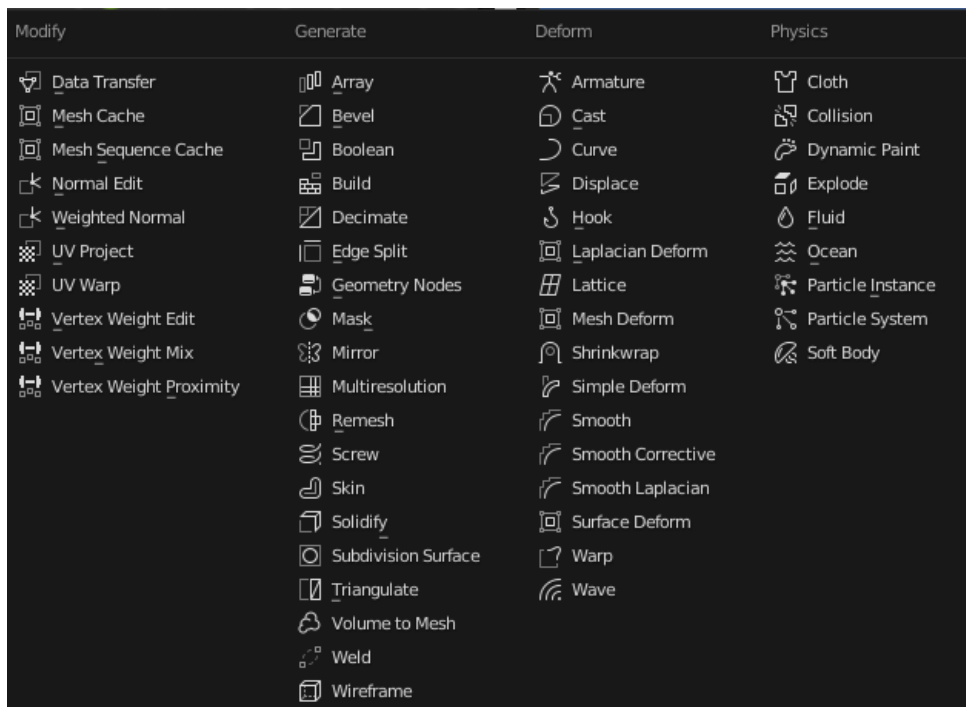 Modify Generate Deform Physics
Data Transfer Array Armature Cloth
Mesh Cache Bevel Cast Collision
Mesh Sequence Cache Boolean Curve Dynamic Paint
Normal Edit Build Displace Explode
Weighted Normal Decimate Hook Fluid
UV Project Edge Split Laplacian Deform Ocean
UV Warp Geometry Nodes Lattice Particle Instance
Vertex Weight Edit Mask Mesh Deform Particle System
Vertex Weight Mix Mirror Shrinkwrap Soft Body
Vertex Weight Proximity Multiresolution Simple Deform
Remesh Smooth
Screw Smooth Corrective
Skin Smooth Laplacian
Solidify Surface Deform
Subdivision Surface Warp
Triangulate Wave
Volume to Mesh
Weld
Wireframe